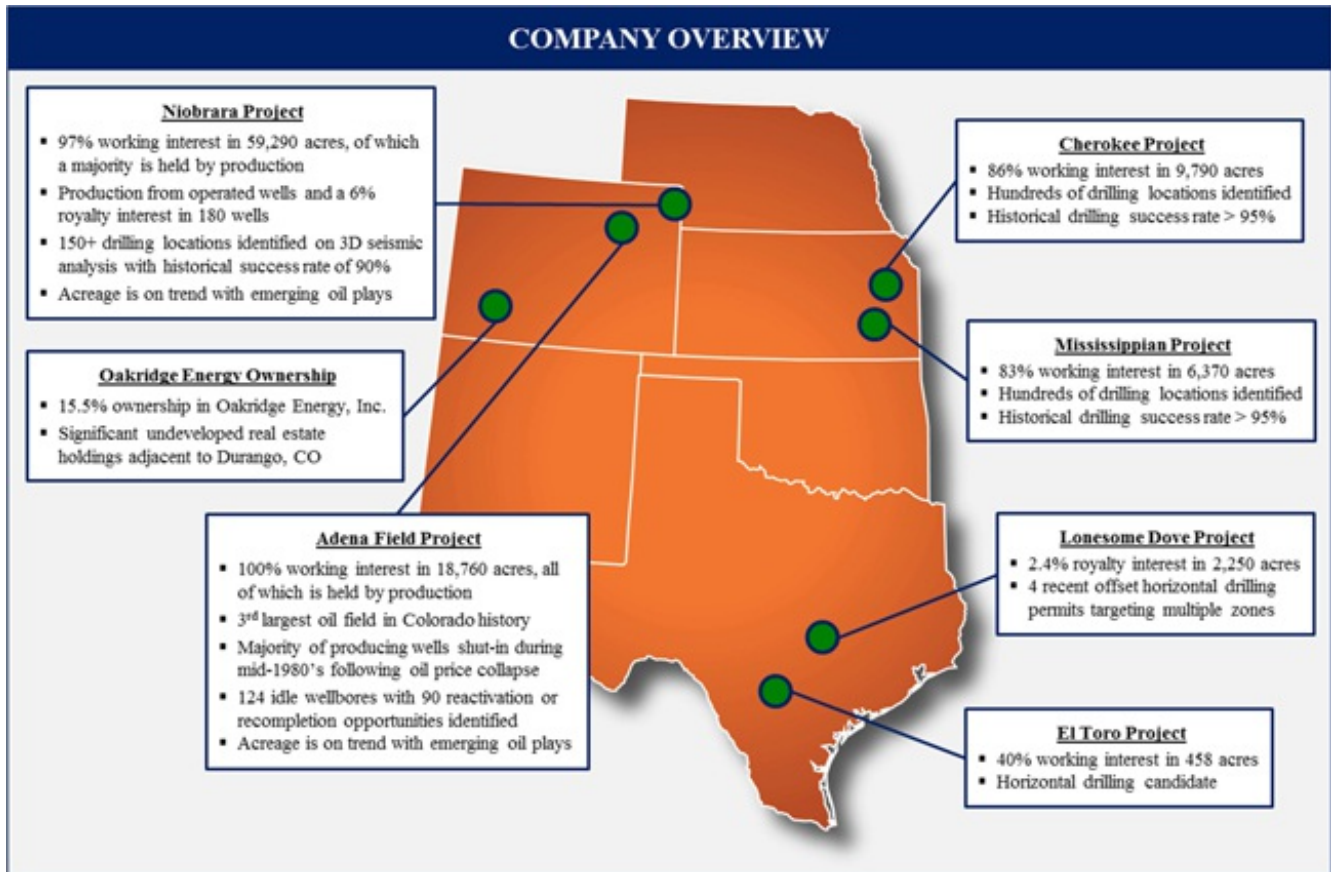 COMPANY OVERVIEW
Niobrara Project
▪ 97% working interest in 59,290 acres, of which
a majority is held by production
▪ Production from operated wells and a 6%
royalty interest in 180 wells
▪ 150+ drilling locations identified on 3D seismic
analysis with historical success rate of 90%
▪ Acreage is on trend with emerging oil plays
Oakridge Energy Ownership
▪ 15.5% ownership in Oakridge Energy, Inc.
▪ Significant undeveloped real estate
holdings adjacent to Durango, CO
Adena Field Project
▪ 100% working interest in 18,760 acres, all
of which is held by production
▪ 3rd largest oil field in Colorado history
▪ Majority of producing wells shut-in during
mid-1980’s following oil price collapse
▪ 124 idle wellbores with 90 reactivation or
recompletion opportunities identified
▪ Acreage is on trend with emerging oil plays
Cherokee Project
▪ 86% working interest in 9,790 acres
▪ Hundreds of drilling locations identified
▪ Historical drilling success rate > 95%
Mississippian Project
▪ 83% working interest in 6,370 acres
▪ Hundreds of drilling locations identified
▪ Historical drilling success rate > 95%
Lonesome Dove Project
▪ 2.4% royalty interest in 2,250 acres
▪ 4 recent offset horizontal drilling
permits targeting multiple zones
El Toro Project
▪ 40% working interest in 458 acres
▪ Horizontal drilling candidate